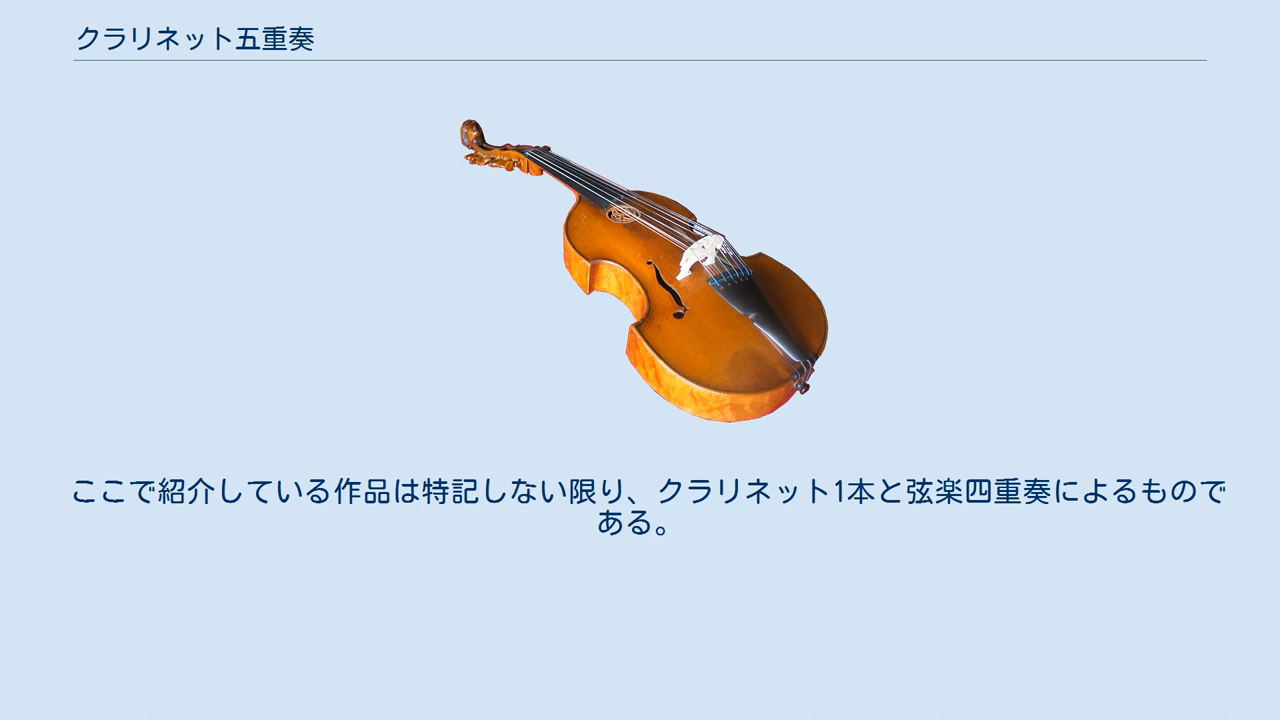 クラリネット五重奏
ここで紹介している作品は特記しない限り、クラリネット1本と弦楽四重奏によるもので
ある。